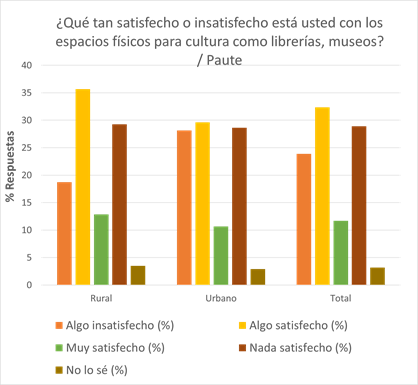 ¿Qué tan satisfecho o insatisfecho está usted con los
espacios físicos para cultura como librerías, museos?
/ Paute
% Respuestas
40
35
30
25
20
15
10
5
0
Rural Urbano Total
Algo insatisfecho (%) Algo satisfecho (%)
Muy satisfecho (%) Nada satisfecho (%)
No lo sé (%)